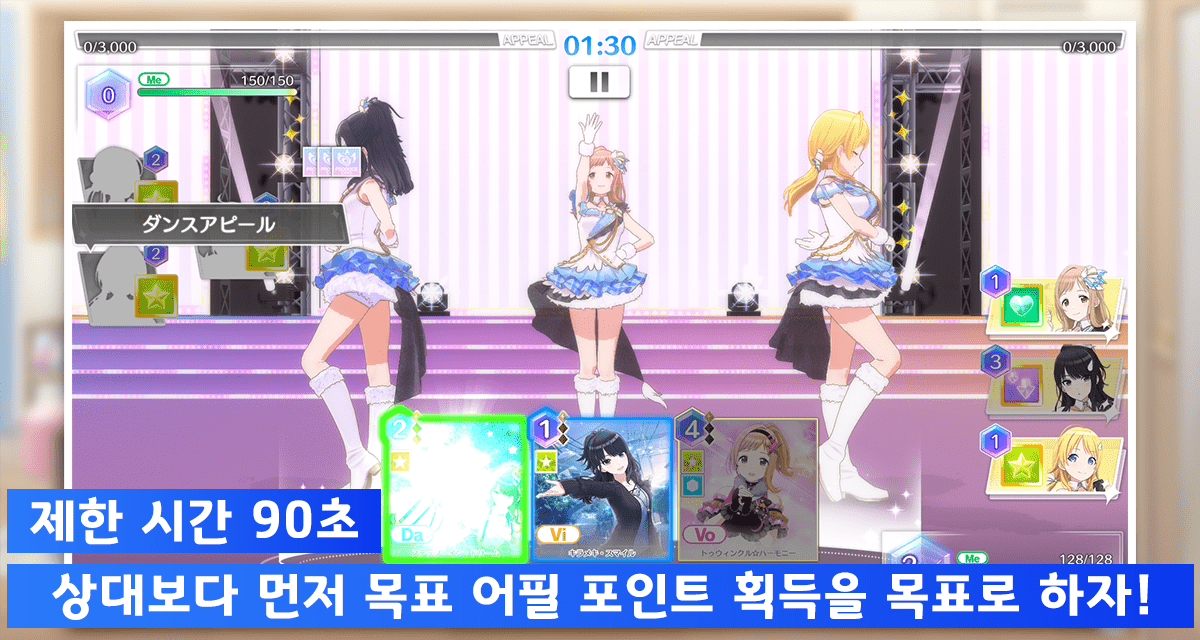 0/3,000
APPEAL
01:30
APPEAL
0/3,000
0
Me
150/150
2
ダンスアピール
2
1
3
1
2
Da
1
Vi
キラメキ・スマイル
4
Vo
トゥウィンクル☆ハーモニー
Me
128/128
제한 시간 90초
상대보다 먼저 목표 어필 포인트 획득을 목표로 하자!